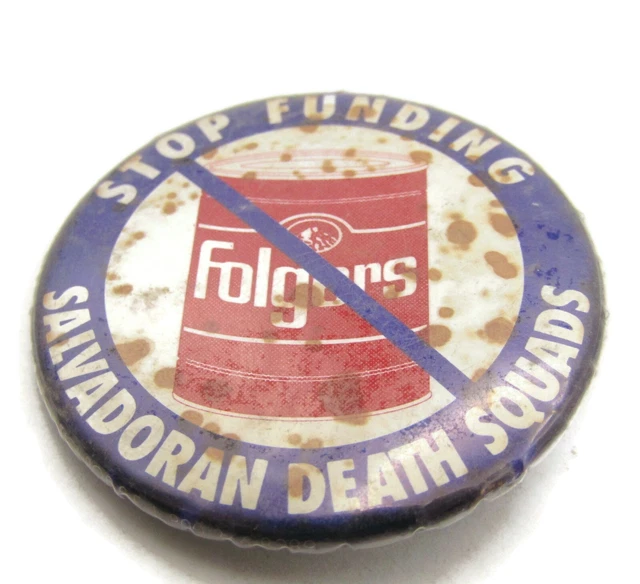 STOP FUNDING
Folgers
SALVADORAN DEATH SQUADS